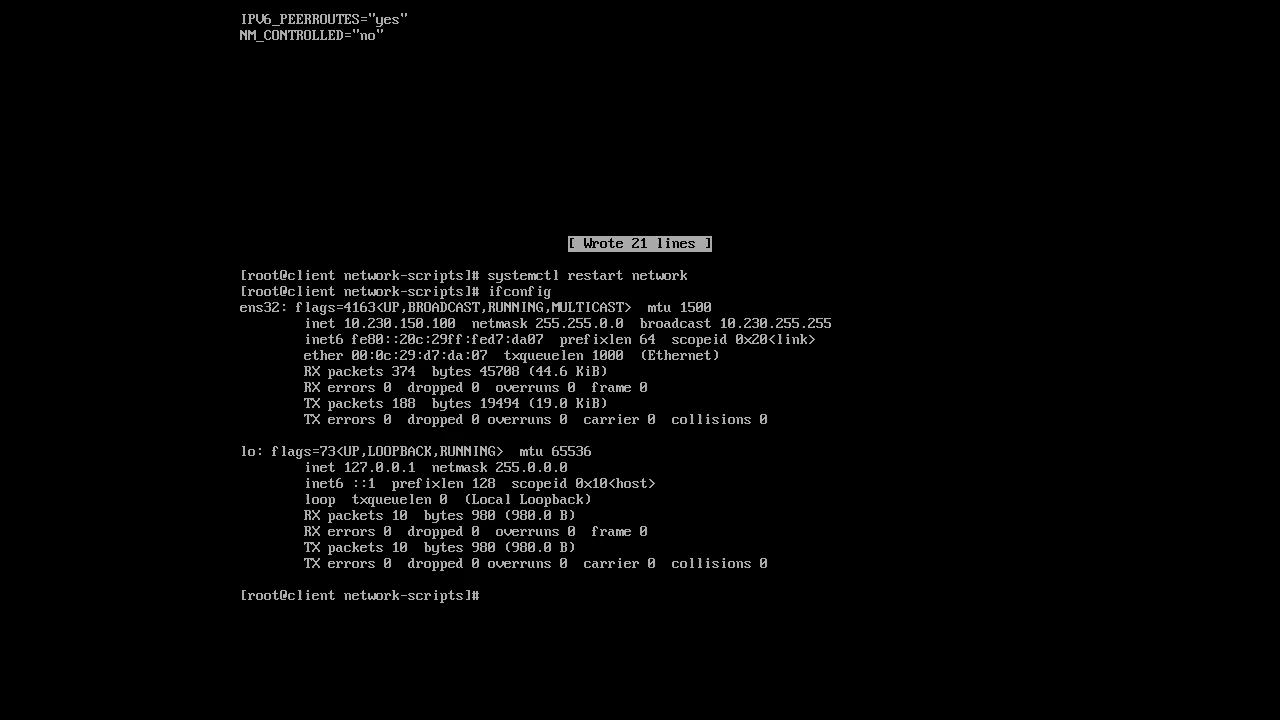 IPV6_PEERROUTES="yes"
NM_CONTROLLED="no"
[ Wrote 21 lines ]
[root@client network-scripts]# systemctl restart network
[root@client network-scripts]# ifconfig
ens32: flags=4163<UP,BROADCAST,RUNNING,MULTICAST>  mtu 1500
        inet 10.230.150.100  netmask 255.255.0.0  broadcast 10.230.255.255
        inet6 fe80::20c:29ff:fed7:da07  prefixlen 64  scopeid 0x20<link>
        ether 00:0c:29:d7:da:07  txqueuelen 1000  (Ethernet)
        RX packets 374  bytes 45708 (44.6 KiB)
        RX errors 0  dropped 0  overruns 0  frame 0
        TX packets 188  bytes 19494 (19.0 KiB)
        TX errors 0  dropped 0 overruns 0  carrier 0  collisions 0
lo: flags=73<UP,LOOPBACK,RUNNING>  mtu 65536
        inet 127.0.0.1  netmask 255.0.0.0
        inet6 ::1  prefixlen 128  scopeid 0x10<host>
        loop  txqueuelen 0  (Local Loopback)
        RX packets 10  bytes 980 (980.0 B)
        RX errors 0  dropped 0  overruns 0  frame 0
        TX packets 10  bytes 980 (980.0 B)
        TX errors 0  dropped 0 overruns 0  carrier 0  collisions 0
[root@client network-scripts]#